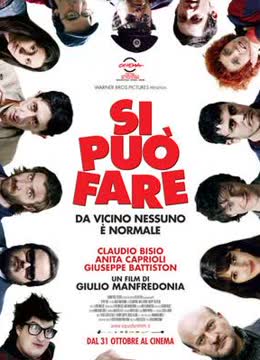 CINEMA
WARNER BROS. PICTURES PRESENTA
SI
PUÒ
FARE
DA VICINO NESSUNO
È NORMALE
CLAUDIO BISIO
ANITA CAPRIOLI
GIUSEPPE BATTISTON
UN FILM DI
GIULIO MANFREDONIA
DAL 31 OTTOBRE AL CINEMA